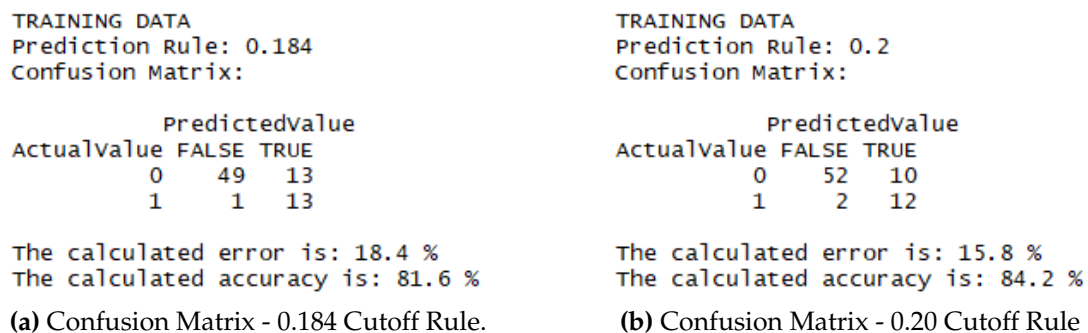 TRAINING DATA
Prediction Rule: 0.184
Confusion Matrix:
PredictedValue
ActualValue FALSE TRUE
0 49 13
1 1 13
The calculated error is: 18.4 %
The calculated accuracy is: 81.6 %
(a) Confusion Matrix - 0.184 Cutoff Rule.
TRAINING DATA
Prediction Rule: 0.2
Confusion Matrix:
PredictedValue
ActualValue FALSE TRUE
0 52 10
1 2 12
The calculated error is: 15.8 %
The calculated accuracy is: 84.2 %
(b) Confusion Matrix - 0.20 Cutoff Rule